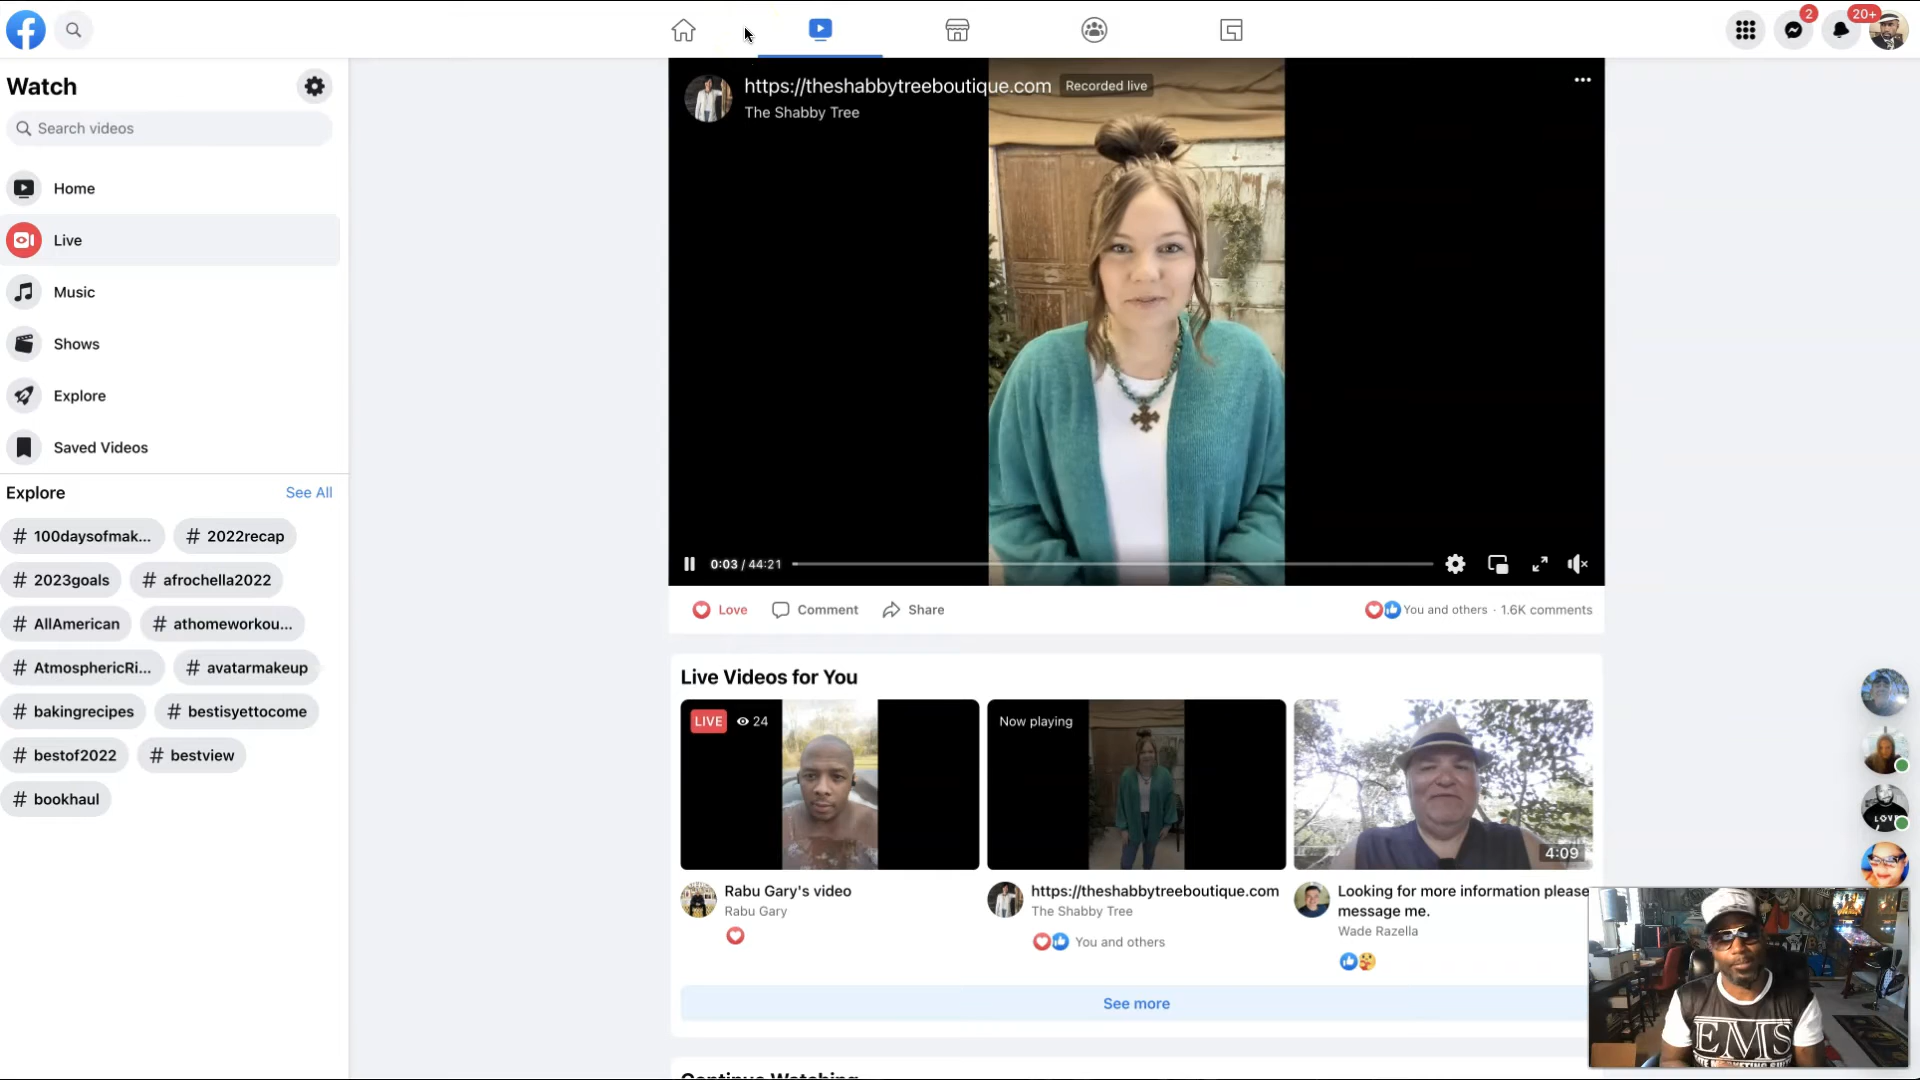 2
20+
Watch
Search videos
Home
Live
Music
Shows
Explore
Saved Videos
Explore
See All
# 100daysofmak...
# 2022recap
# 2023goals
# afrochella2022
# AllAmerican
# athomeworkou...
# AtmosphericRi...
# avatarmakeup
# bakingrecipes
# bestisyettocome
# bestof2022
# bestview
# bookhaul
https://theshabbytreeboutique.com
Recorded live
The Shabby Tree
0:03 / 44:21
Love
Comment
Share
You and others · 1.6K comments
Live Videos for You
LIVE
24
Now playing
4:09
Rabu Gary's video
Rabu Gary
https://theshabbytreeboutique.com
The Shabby Tree
You and others
Looking for more information please
message me.
Wade Razella
See more
LOVE
EMS